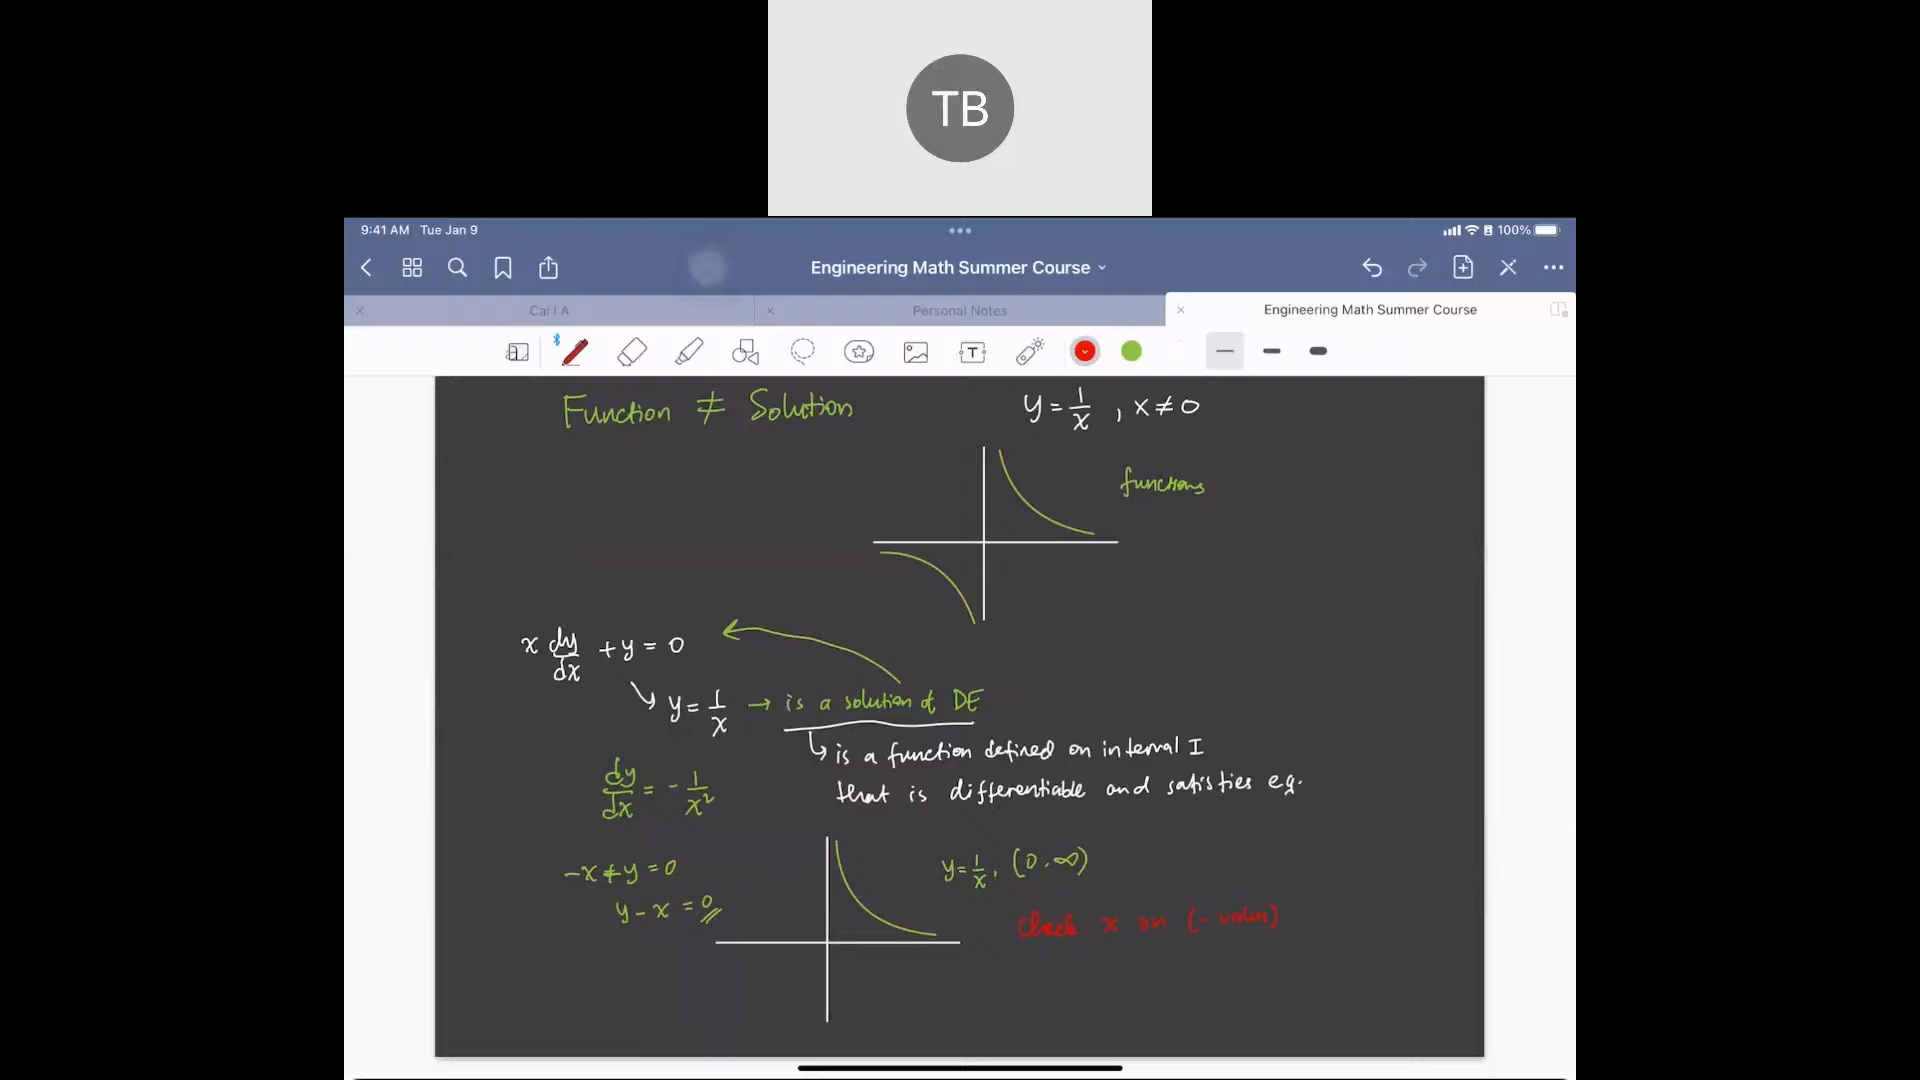 TB
9:41 AM Tue Jan 9
100%
Engineering Math Summer Course
Cal I A
Personal Notes
Engineering Math Summer Course
Function ≠ Solution
y = 1/x , x ≠ 0
functions
x dy/dx + y = 0
↳ y = 1/x → is a solution of DE
↳ is a function defined on interval I
that is differentiable and satisfies eq.
dy/dx = - 1/x²
y = 1/x, (0, ∞)
-x + y = 0
y - x = 0
Check x on (- value)